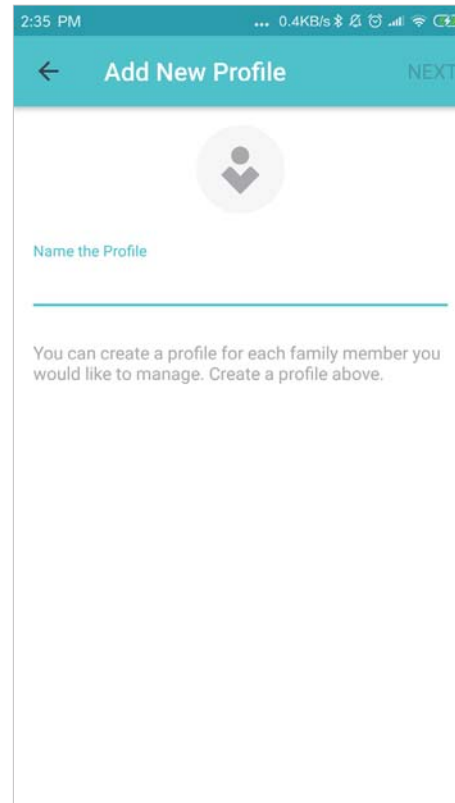 2:35 PM ... 0.4KB/s
Add New Profile NEXT
Name the Profile
You can create a profile for each family member you
would like to manage. Create a profile above.